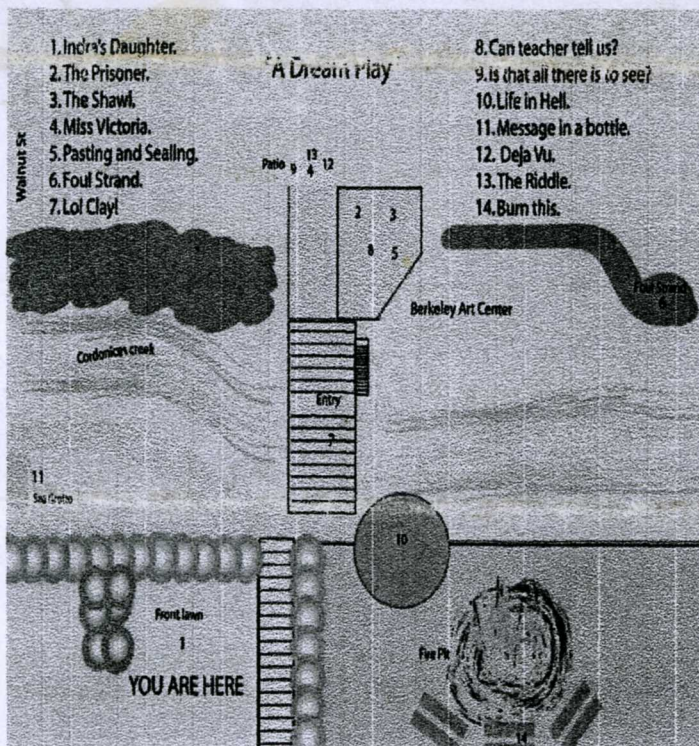 1. Indra's Daughter.
2. The Prisoner.
3. The Shawl.
4. Miss Victoria.
5. Pasting and Sealing.
6. Foul Strand.
7. Lol Clay!
Walnut St
"A Dream Play"
8. Can teacher tell us?
9. Is that all there is to see?
10. Life in Hell.
11. Message in a bottle.
12. Deja Vu.
13. The Riddle.
14. Burn this.
Patio 9 13 4 12
2 3
8 5
Foul Strand
6
Berkeley Art Center
Cordonices creek
Entry
7
11
Sea Grotto
10
Front lawn
1
YOU ARE HERE
Fire Pit
14